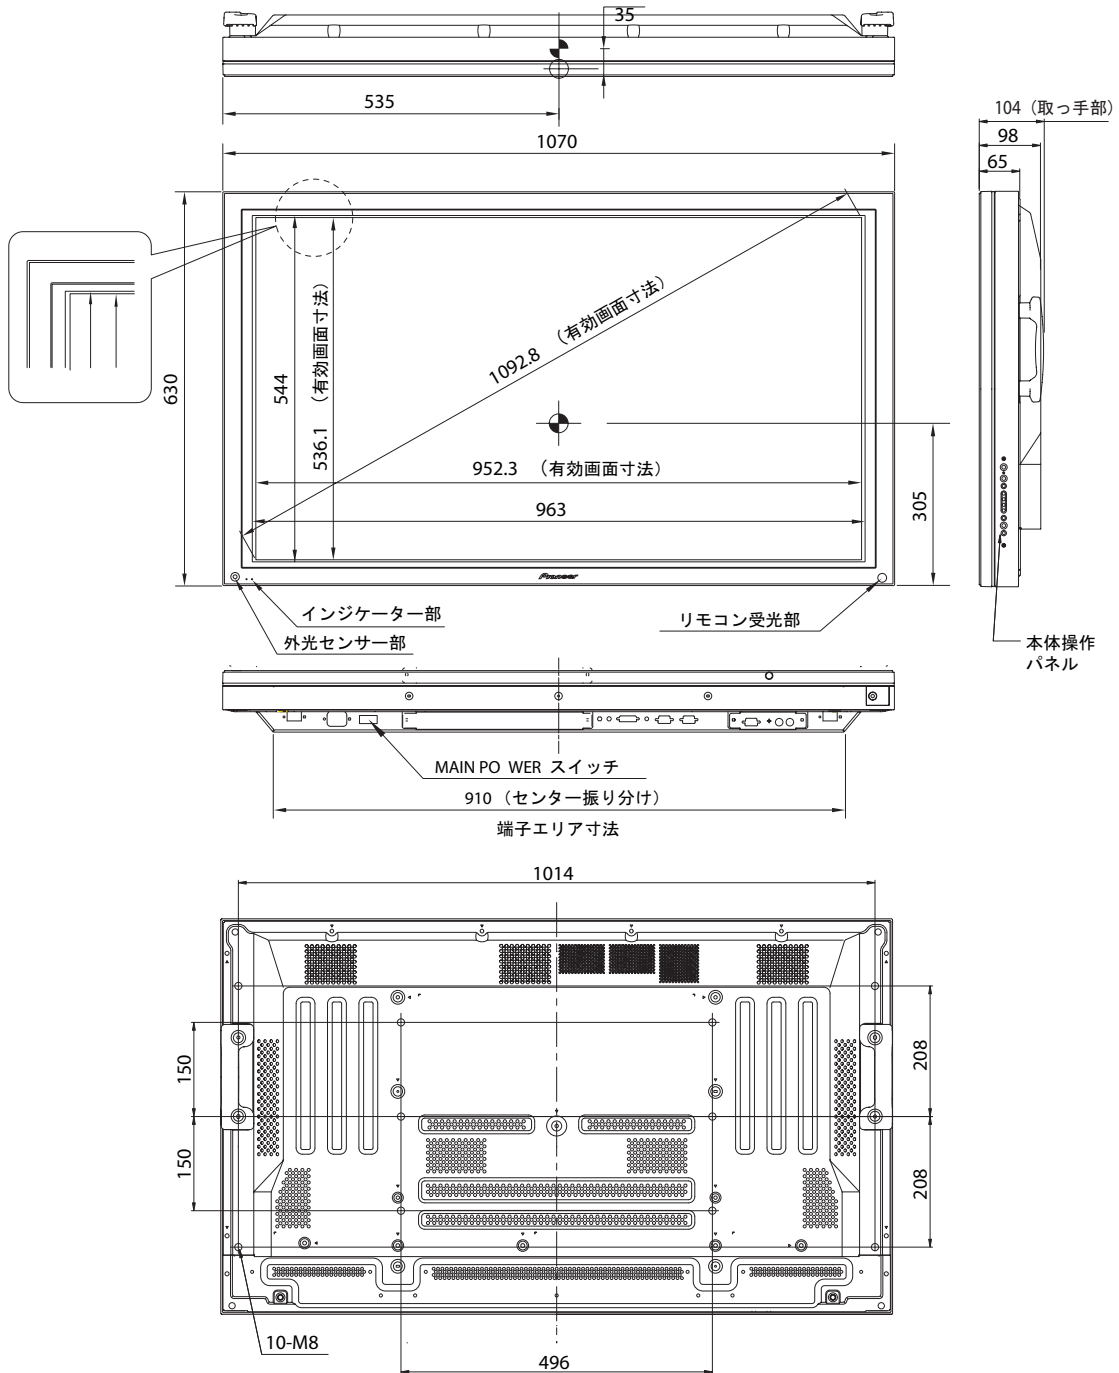 35
535
104（取っ手部）
1070
98
65
630
544
536.1 （有効画面寸法）
1092.8 （有効画面寸法）
952.3 （有効画面寸法）
963
305
Pioneer
インジケーター部
外光センサー部
リモコン受光部
本体操作
パネル
MAIN PO WER スイッチ
910 （センター振り分け）
端子エリア寸法
1014
150
150
208
208
10-M8
496